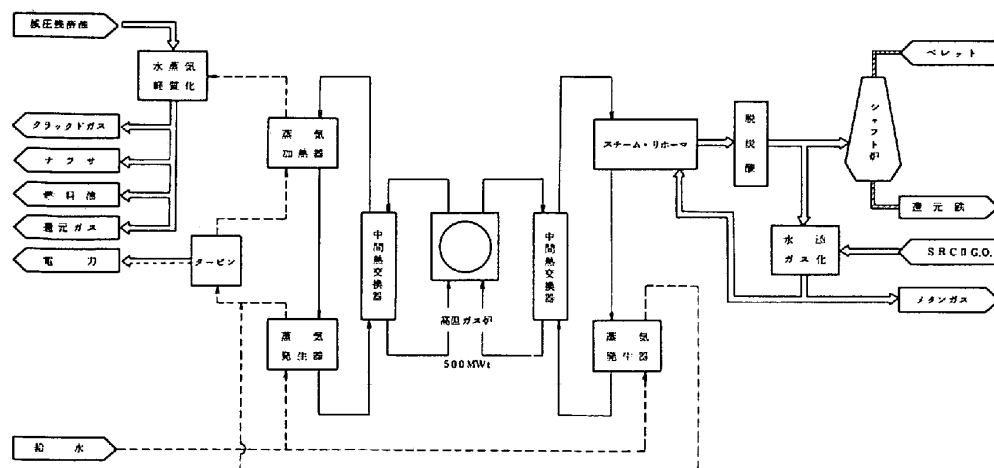 減圧残渣油
水蒸気
軽質化
クラックドガス
ナフサ
燃料油
還元ガス
電力
タービン
蒸気
加熱器
蒸気
発生器
中間熱交換器
高温ガス炉
500MWt
中間熱交換器
スチーム・リホーマ
蒸気
発生器
脱炭酸
シャフト炉
ペレット
還元鉄
水添
ガス化
SRCⅡG.O.
メタンガス
給水